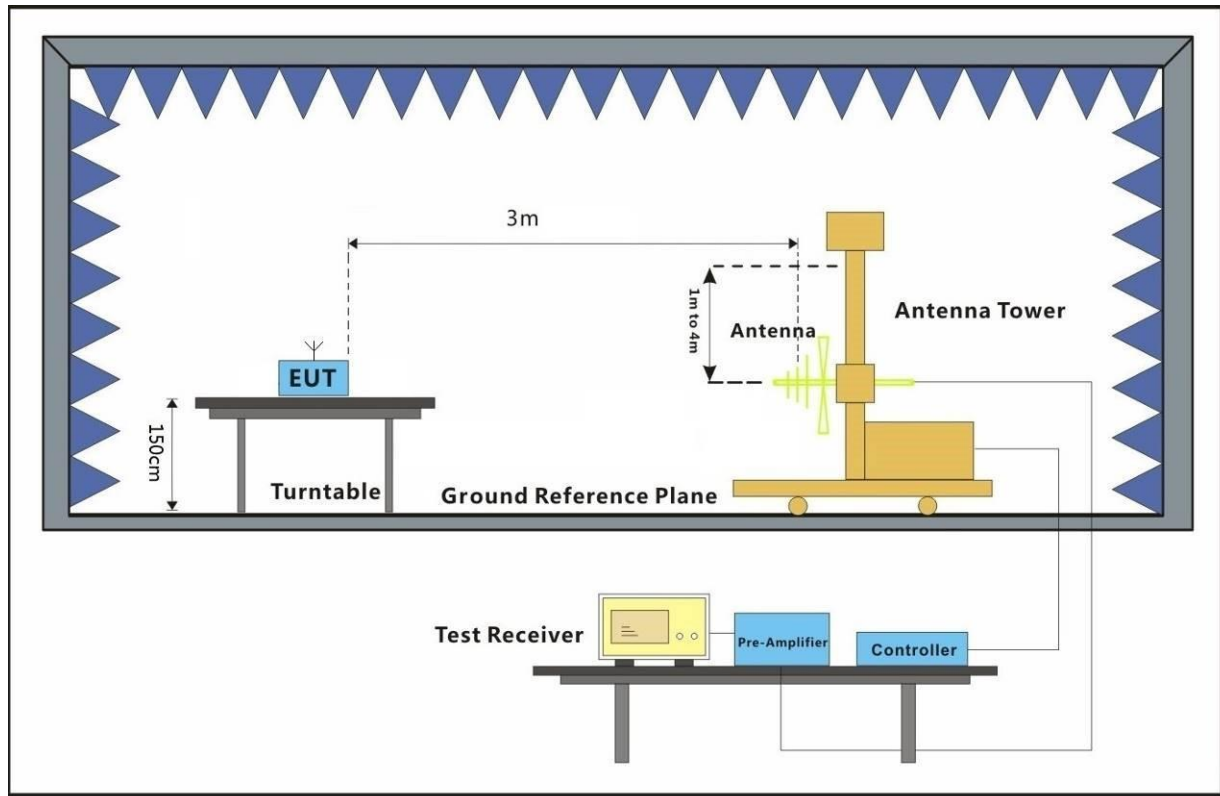 3m
1m to 4m
Antenna Tower
Antenna
EUT
150cm
Turntable
Ground Reference Plane
Test Receiver
Pre-Amplifier
Controller